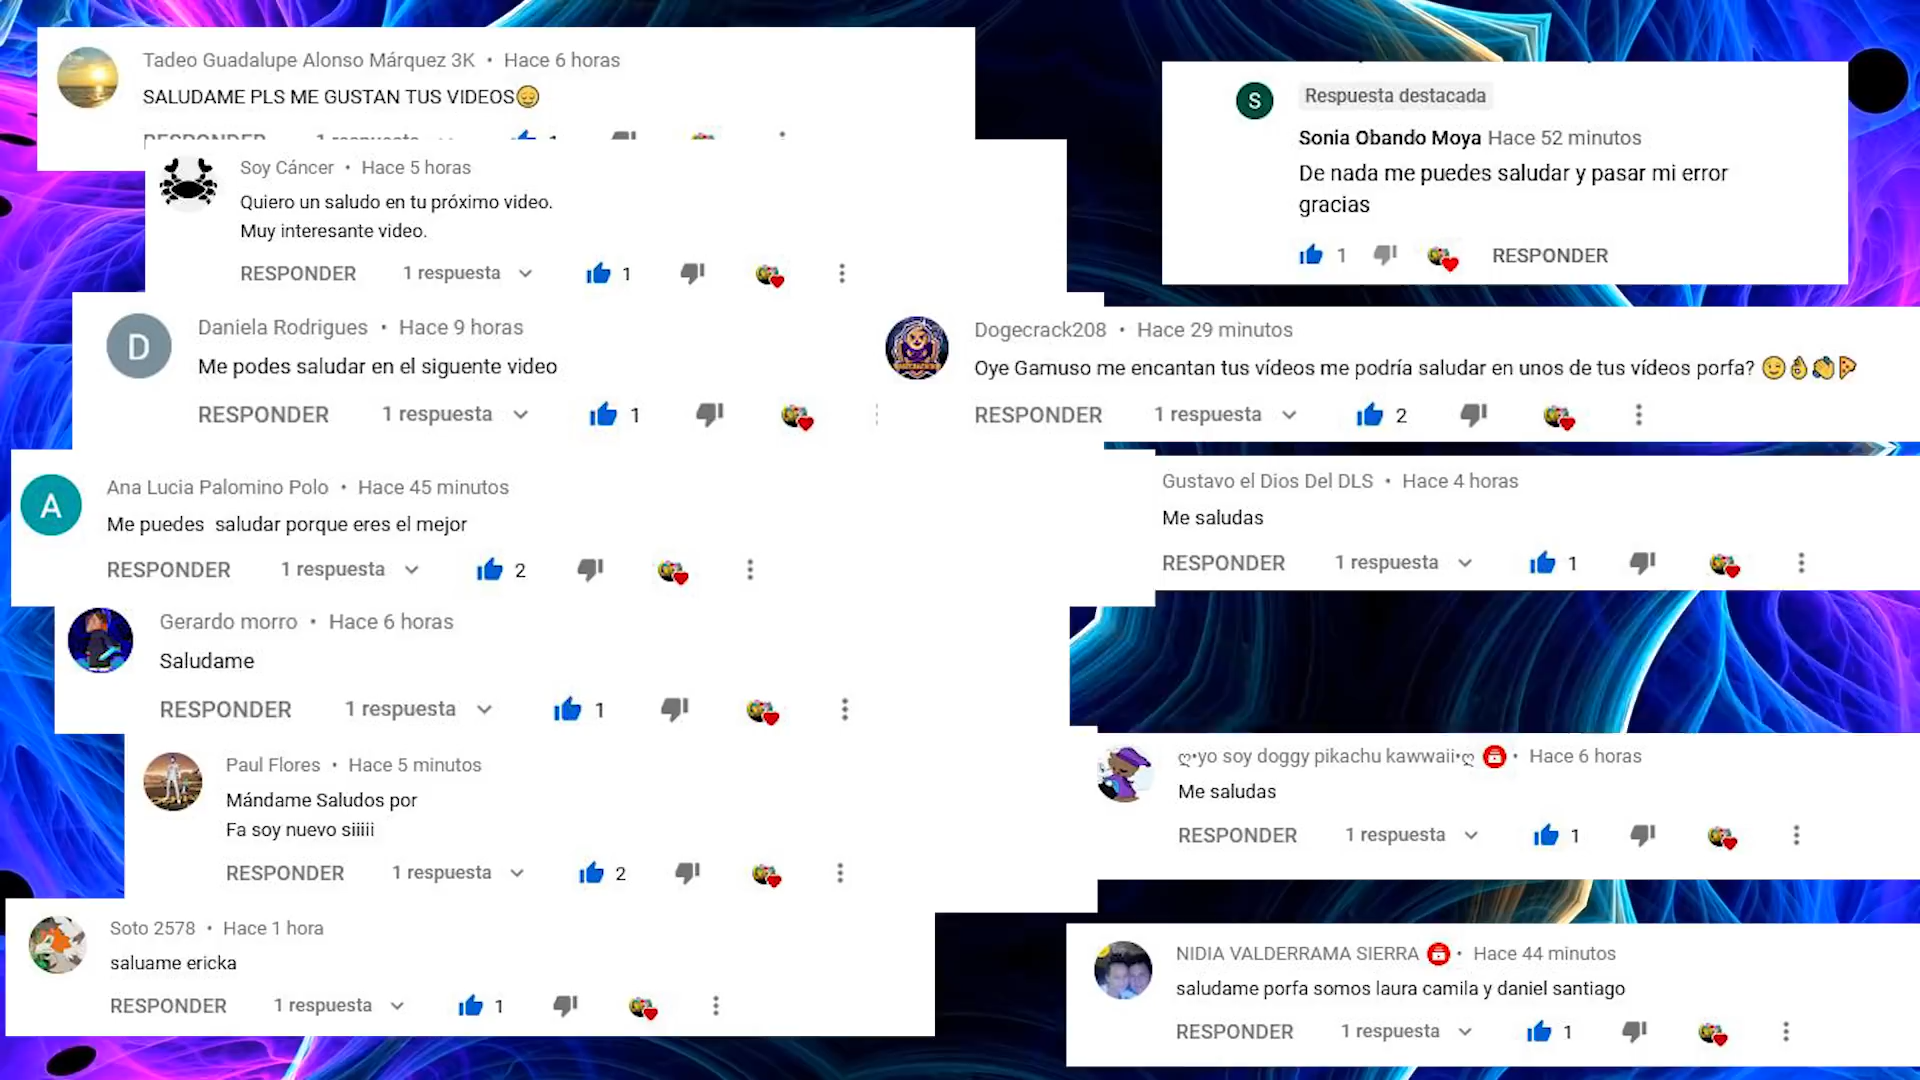 Tadeo Guadalupe Alonso Márquez 3K • Hace 6 horas
SALUDAME PLS ME GUSTAN TUS VIDEOS😔
RESPONDER 1 respuesta 1
Soy Cáncer • Hace 5 horas
Quiero un saludo en tu próximo video.
Muy interesante video.
RESPONDER 1 respuesta 1
Daniela Rodrigues • Hace 9 horas
D
Me podes saludar en el siguente video
RESPONDER 1 respuesta 1
Ana Lucia Palomino Polo • Hace 45 minutos
A
Me puedes saludar porque eres el mejor
RESPONDER 1 respuesta 2
Gerardo morro • Hace 6 horas
Saludame
RESPONDER 1 respuesta 1
Paul Flores • Hace 5 minutos
Mándame Saludos por
Fa soy nuevo siiiii
RESPONDER 1 respuesta 2
Soto 2578 • Hace 1 hora
saluame ericka
RESPONDER 1 respuesta 1
S
Respuesta destacada
Sonia Obando Moya Hace 52 minutos
De nada me puedes saludar y pasar mi error
gracias
1 RESPONDER
Dogecrack208 • Hace 29 minutos
Oye Gamuso me encantan tus vídeos me podría saludar en unos de tus vídeos porfa? 😉👌👏🍕
RESPONDER 1 respuesta 2
Gustavo el Dios Del DLS • Hace 4 horas
Me saludas
RESPONDER 1 respuesta 1
ღ•yo soy doggy pikachu kawwaii•ღ • Hace 6 horas
Me saludas
RESPONDER 1 respuesta 1
NIDIA VALDERRAMA SIERRA • Hace 44 minutos
saludame porfa somos laura camila y daniel santiago
RESPONDER 1 respuesta 1